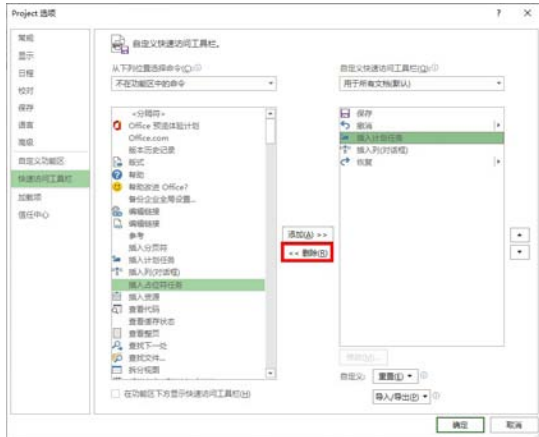 Project 选项
? ×
常规
显示
日程
校对
保存
语言
高级
自定义功能区
快速访问工具栏
加载项
信任中心
自定义快速访问工具栏。
从下列位置选择命令(C):
不在功能区中的命令
<分隔符>
Office 预览体验计划
Office.com
版本历史记录
版式
帮助
帮助改进 Office?
备份企业全局设置...
编辑链接
编辑链接
参考
插入分页符
插入计划任务
插入列(对话框)
插入占位符任务
插入资源
查看代码
查看缓存状态
查看整页
查找下一处
查找文件...
拆分视图
在功能区下方显示快速访问工具栏(H)
添加(A) >>
<< 删除(R)
自定义快速访问工具栏(Q):
用于所有文档(默认)
保存
撤消
插入计划任务
插入列(对话框)
恢复
修改(M)...
自定义: 重置(E)
导入/导出(P)
确定 取消